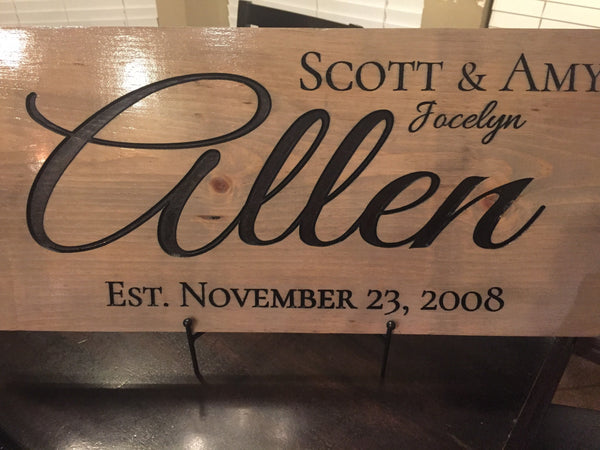 SCOTT & AMY
Jocelyn
Allen
EST. NOVEMBER 23, 2008